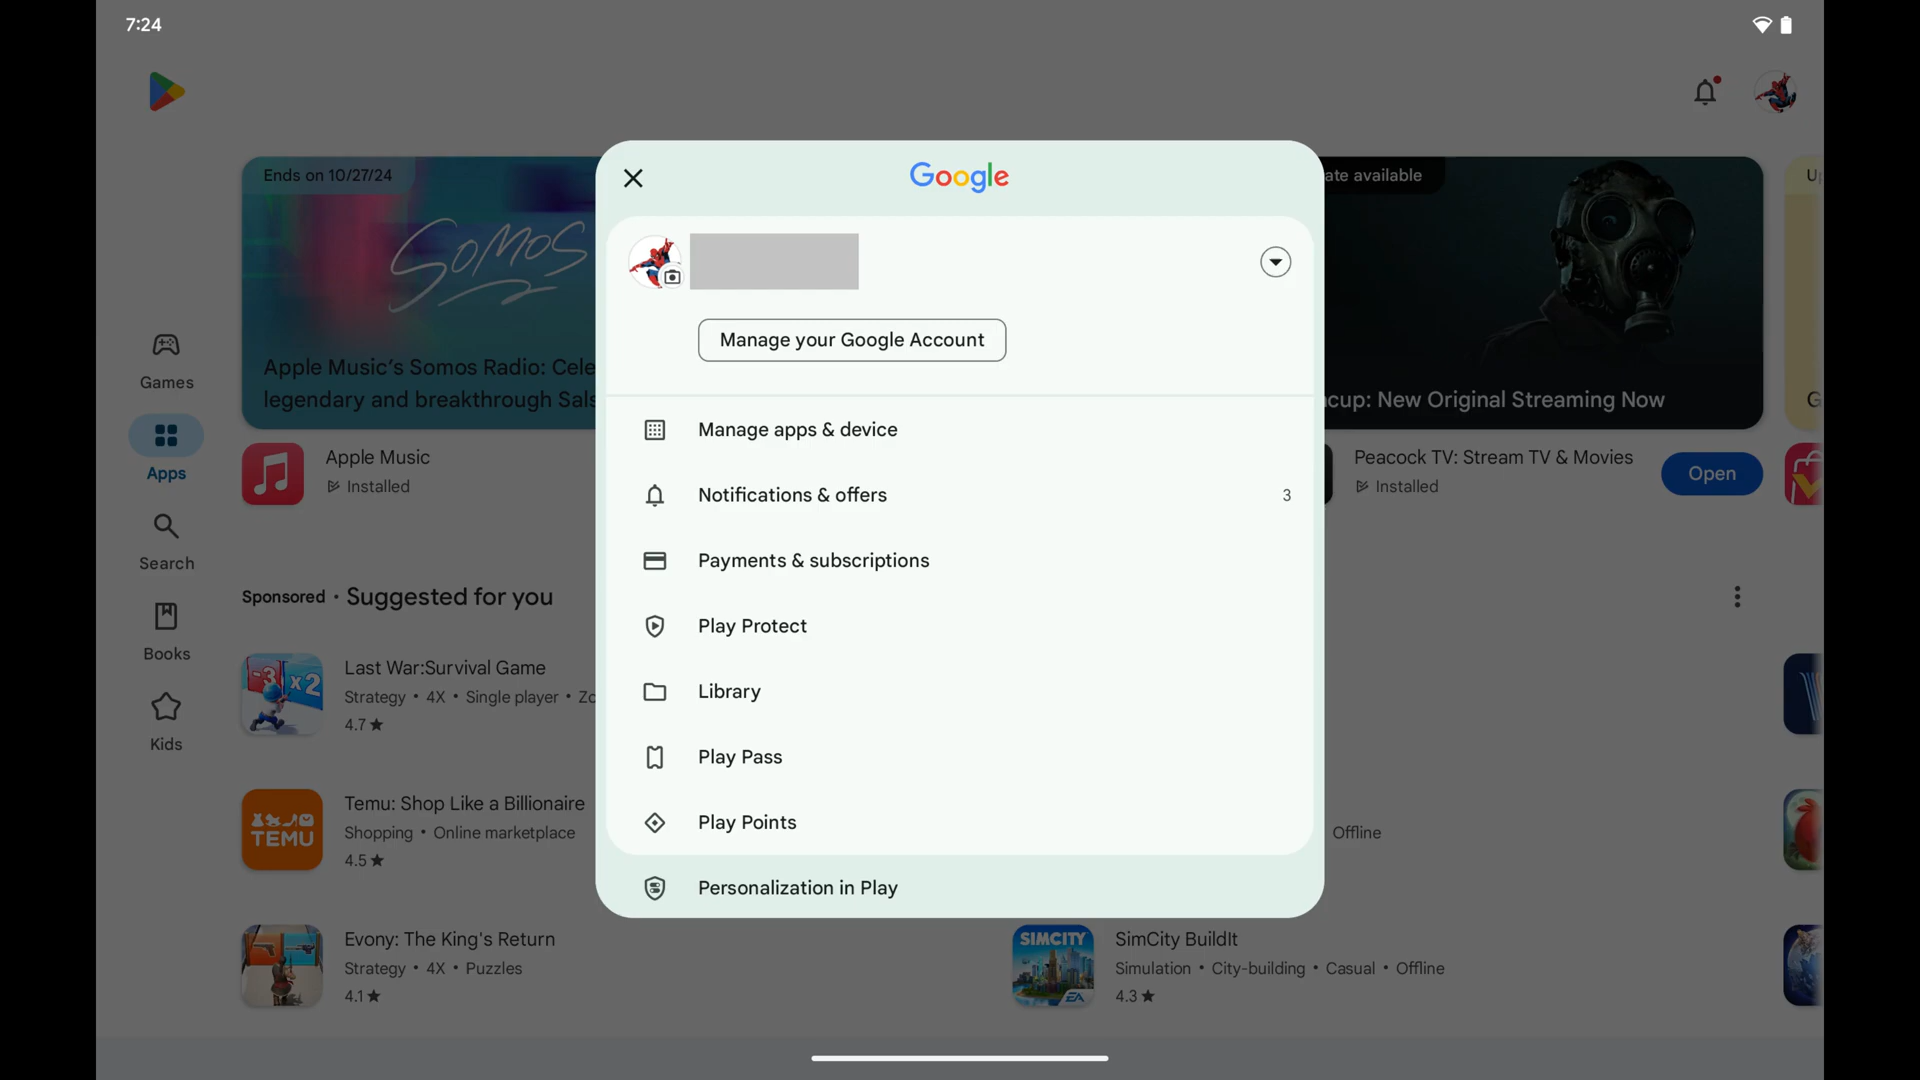 7:24
Google
Ends on 10/27/24
ate available
SOMOS
Apple Music's Somos Radio: Cele
legendary and breakthrough Sals
cup: New Original Streaming Now
Manage your Google Account
Games
Apps
Search
Books
Kids
Apple Music
Installed
Peacock TV: Stream TV & Movies
Installed
Open
Manage apps & device
Notifications & offers 3
Payments & subscriptions
Play Protect
Library
Play Pass
Play Points
Personalization in Play
Sponsored • Suggested for you
Last War:Survival Game
Strategy • 4X • Single player • Zo
4.7★
-3 x2
Temu: Shop Like a Billionaire
Shopping • Online marketplace
4.5★
TEMU
Offline
Evony: The King's Return
Strategy • 4X • Puzzles
4.1★
SIMCITY
EA
SimCity BuildIt
Simulation • City-building • Casual • Offline
4.3★